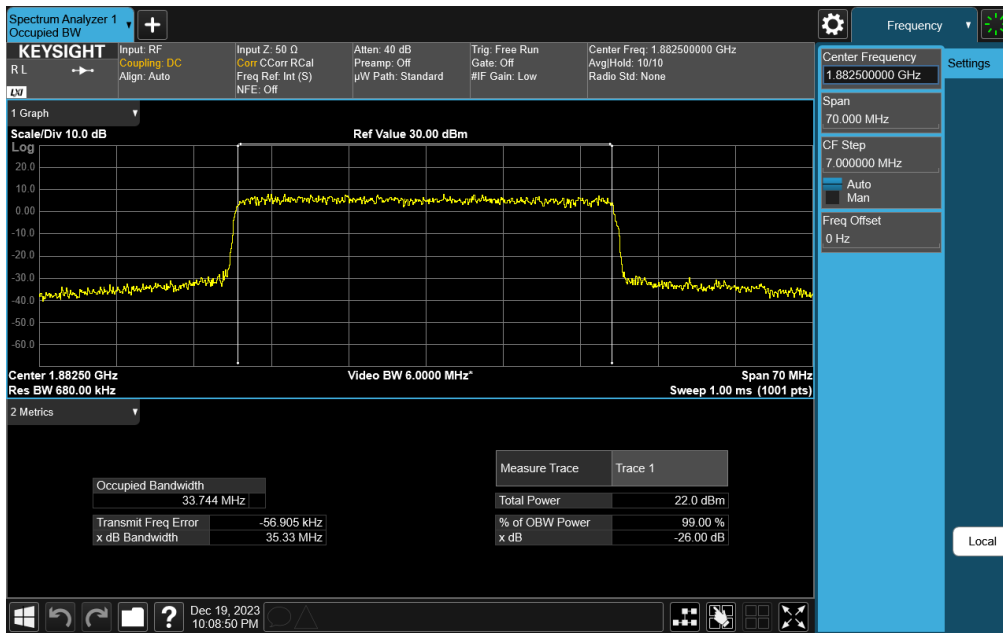 Spectrum Analyzer 1
Occupied BW
Frequency
KEYSIGHT
R L
LXI
Input: RF
Coupling: DC
Align: Auto
Input Z: 50 Ω
Corr CCorr RCal
Freq Ref: Int (S)
NFE: Off
Atten: 40 dB
Preamp: Off
µW Path: Standard
Trig: Free Run
Gate: Off
#IF Gain: Low
Center Freq: 1.882500000 GHz
Avg|Hold: 10/10
Radio Std: None
Center Frequency
1.882500000 GHz
Settings
Span
70.000 MHz
CF Step
7.000000 MHz
Auto
Man
Freq Offset
0 Hz
Local
1 Graph
Scale/Div 10.0 dB
Ref Value 30.00 dBm
Log
20.0
10.0
0.00
-10.0
-20.0
-30.0
-40.0
-50.0
-60.0
Center 1.88250 GHz
Video BW 6.0000 MHz*
Span 70 MHz
Res BW 680.00 kHz
Sweep 1.00 ms (1001 pts)
2 Metrics
Occupied Bandwidth
33.744 MHz
Transmit Freq Error -56.905 kHz
x dB Bandwidth 35.33 MHz
Measure Trace Trace 1
Total Power 22.0 dBm
% of OBW Power 99.00 %
x dB -26.00 dB
?
Dec 19, 2023
10:08:50 PM